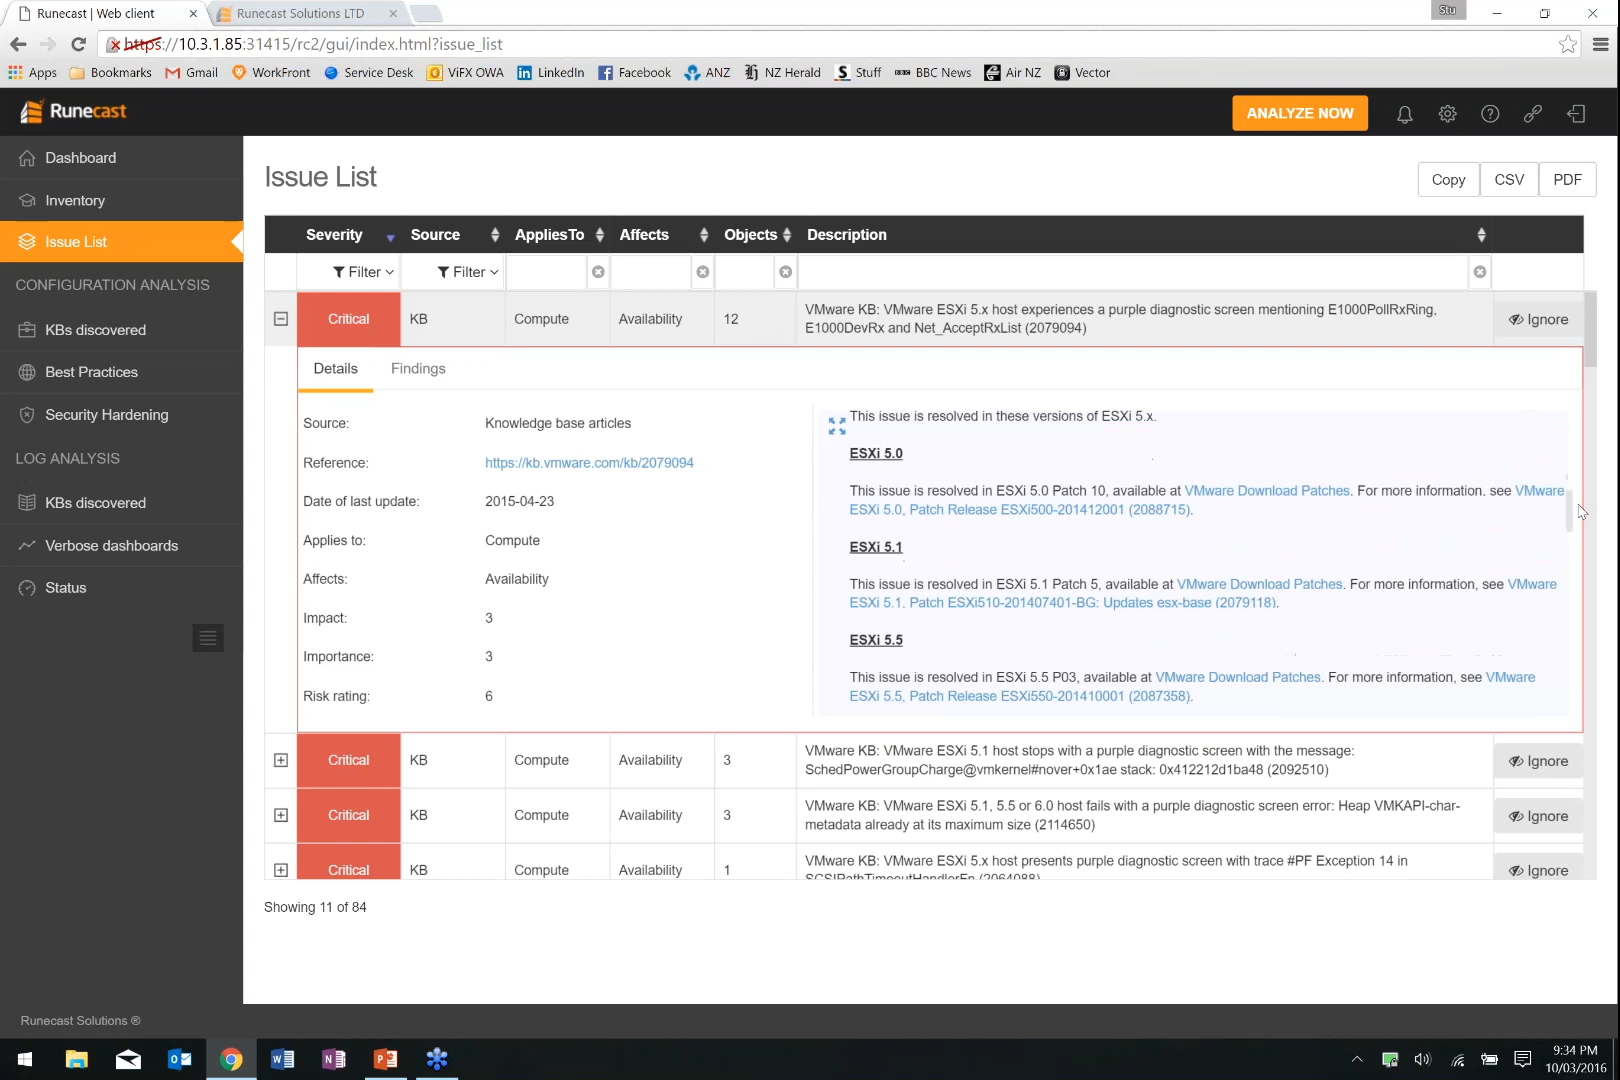 Runecast | Web client
Runecast Solutions LTD
Stu
https://10.3.1.85:31415/rc2/gui/index.html?issue_list
Apps
Bookmarks
Gmail
WorkFront
Service Desk
ViFX OWA
LinkedIn
Facebook
ANZ
NZ Herald
Stuff
BBC News
Air NZ
Vector
Runecast
ANALYZE NOW
Dashboard
Inventory
Issue List
CONFIGURATION ANALYSIS
KBs discovered
Best Practices
Security Hardening
LOG ANALYSIS
KBs discovered
Verbose dashboards
Status
Runecast Solutions ®
Issue List
Copy
CSV
PDF
Severity Source AppliesTo Affects Objects Description
Filter Filter
Critical KB Compute Availability 12
VMware KB: VMware ESXi 5.x host experiences a purple diagnostic screen mentioning E1000PollRxRing,
E1000DevRx and Net_AcceptRxList (2079094)
Ignore
Details Findings
Source: Knowledge base articles
Reference: https://kb.vmware.com/kb/2079094
Date of last update: 2015-04-23
Applies to: Compute
Affects: Availability
Impact: 3
Importance: 3
Risk rating: 6
This issue is resolved in these versions of ESXi 5.x.
ESXi 5.0
This issue is resolved in ESXi 5.0 Patch 10, available at VMware Download Patches. For more information. see VMware
ESXi 5.0, Patch Release ESXi500-201412001 (2088715).
ESXi 5.1
This issue is resolved in ESXi 5.1 Patch 5, available at VMware Download Patches. For more information, see VMware
ESXi 5.1. Patch ESXi510-201407401-BG: Updates esx-base (2079118).
ESXi 5.5
This issue is resolved in ESXi 5.5 P03, available at VMware Download Patches. For more information, see VMware
ESXi 5.5, Patch Release ESXi550-201410001 (2087358).
Critical KB Compute Availability 3
VMware KB: VMware ESXi 5.1 host stops with a purple diagnostic screen with the message:
SchedPowerGroupCharge@vmkernel#nover+0x1ae stack: 0x412212d1ba48 (2092510)
Ignore
Critical KB Compute Availability 3
VMware KB: VMware ESXi 5.1, 5.5 or 6.0 host fails with a purple diagnostic screen error: Heap VMKAPI-char-
metadata already at its maximum size (2114650)
Ignore
Critical KB Compute Availability 1
VMware KB: VMware ESXi 5.x host presents purple diagnostic screen with trace #PF Exception 14 in
SCSIPathTimeoutHandlerFn (2064088)
Ignore
Showing 11 of 84
9:34 PM
10/03/2016